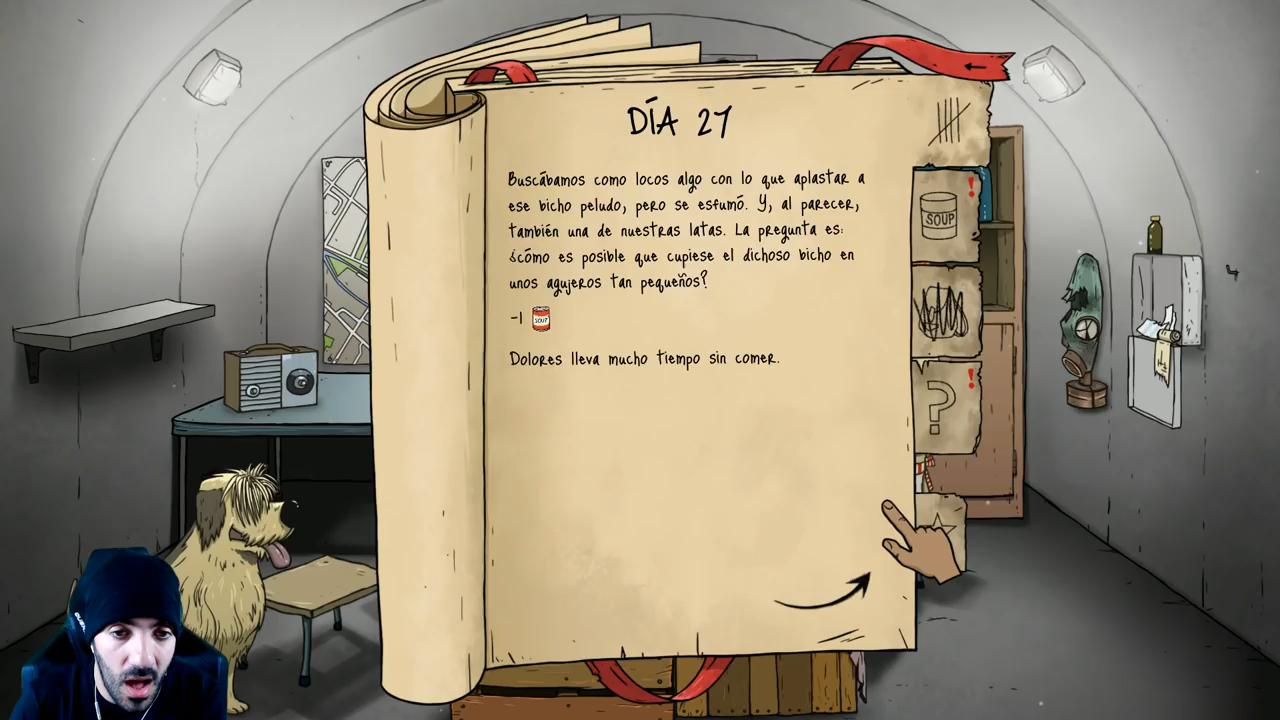 DÍA 27
Buscábamos como locos algo con lo que aplastar a
ese bicho peludo, pero se esfumó. Y, al parecer,
también una de nuestras latas. La pregunta es:
¿cómo es posible que cupiese el dichoso bicho en
unos agujeros tan pequeños?
-1 SOUP
Dolores lleva mucho tiempo sin comer.
!
SOUP
!
?